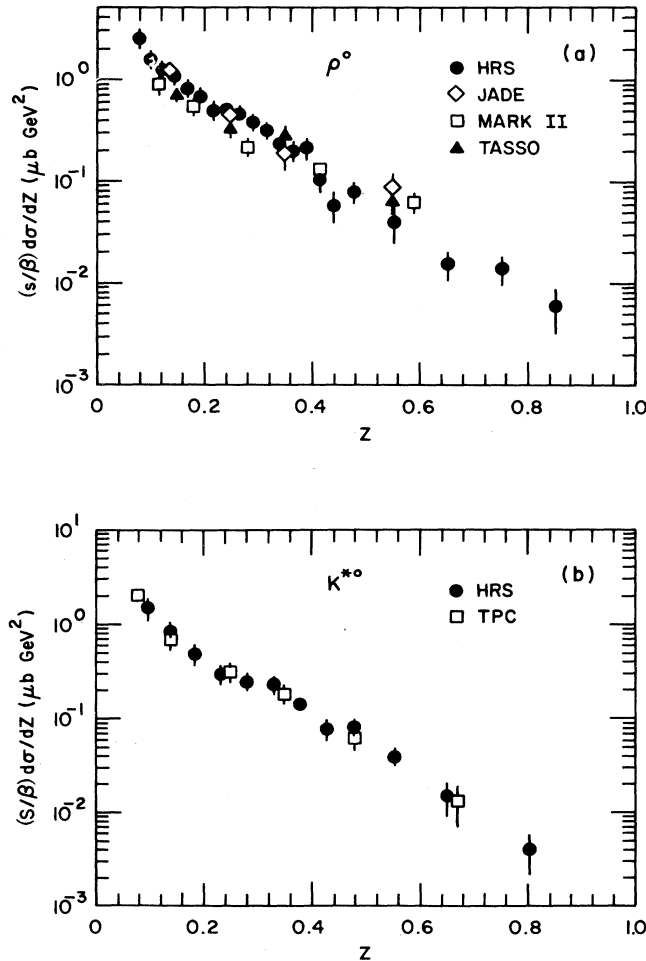 (a)
ρ°
HRS
JADE
MARK II
TASSO
(s/β) dσ/dZ (μb GeV²)
10⁰
10⁻¹
10⁻²
10⁻³
0 0.2 0.4 0.6 0.8 1.0
Z
(b)
K*°
HRS
TPC
(S/β) dσ/dZ (μb GeV²)
10¹
10⁰
10⁻¹
10⁻²
10⁻³
0 0.2 0.4 0.6 0.8 1.0
Z